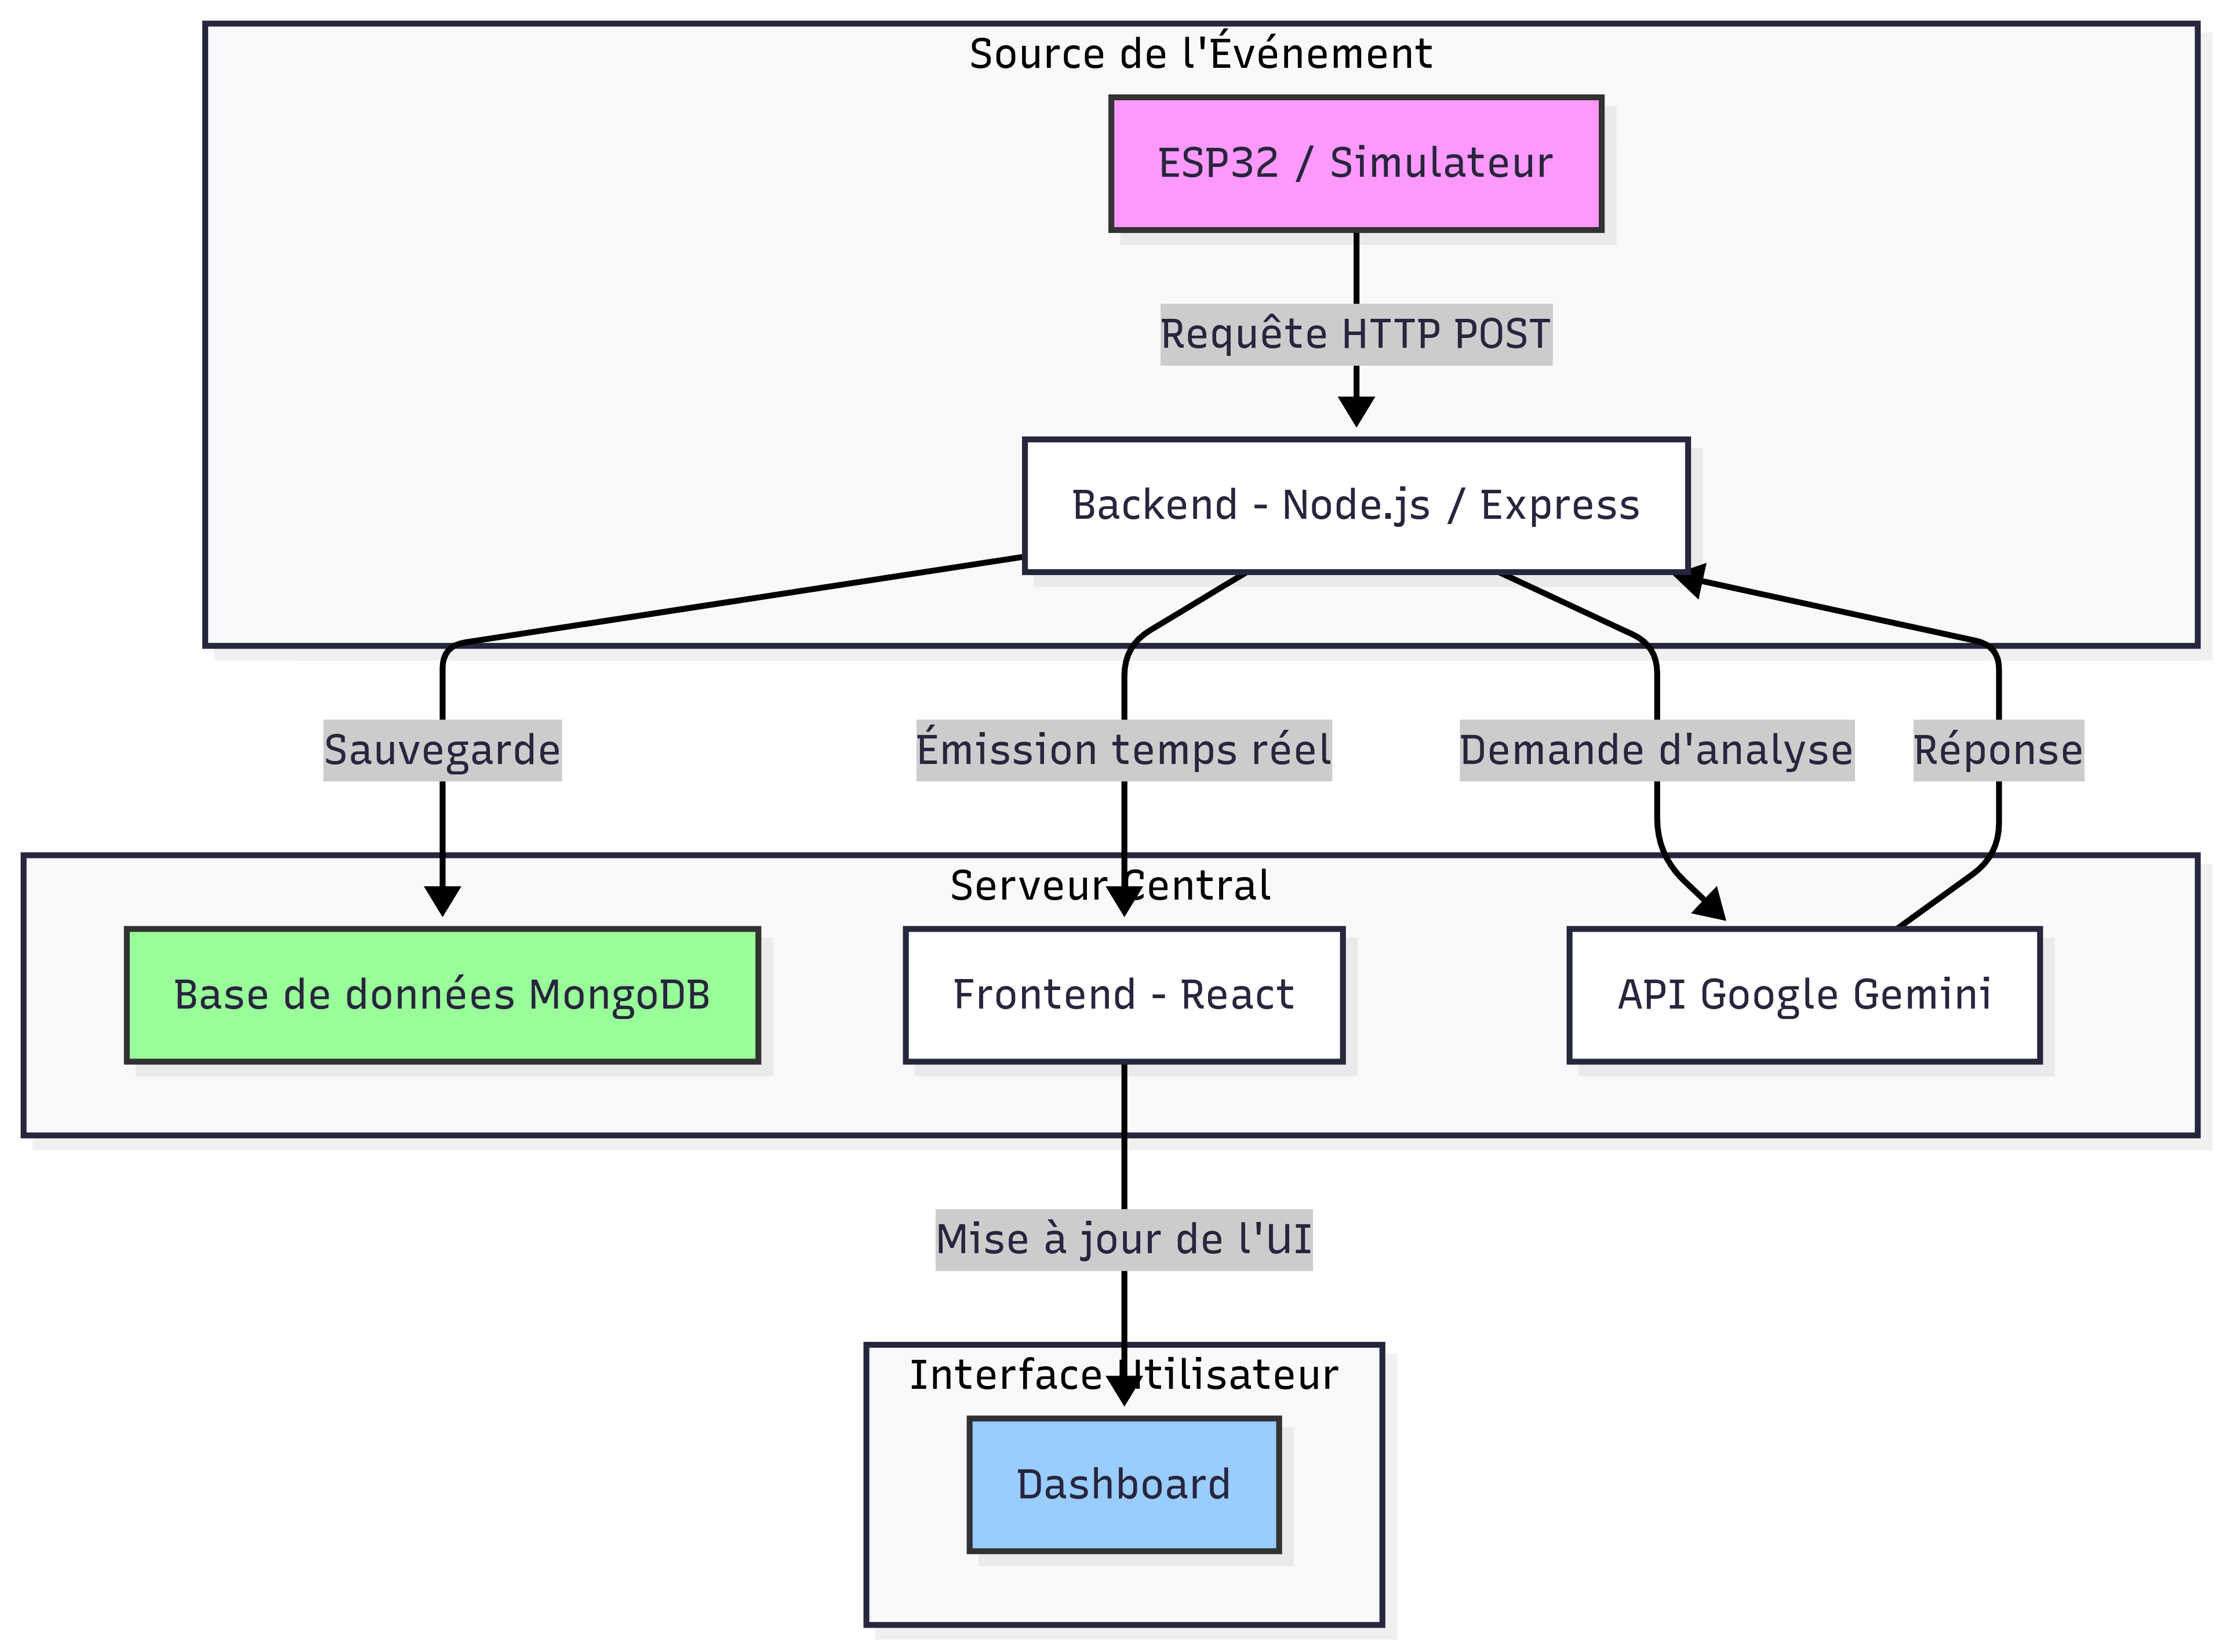 Source de l'Événement
ESP32 / Simulateur
Requête HTTP POST
Backend - Node.js / Express
Sauvegarde
Émission temps réel
Demande d'analyse
Réponse
Serveur Central
Base de données MongoDB
Frontend - React
API Google Gemini
Mise à jour de l'UI
Interface Utilisateur
Dashboard